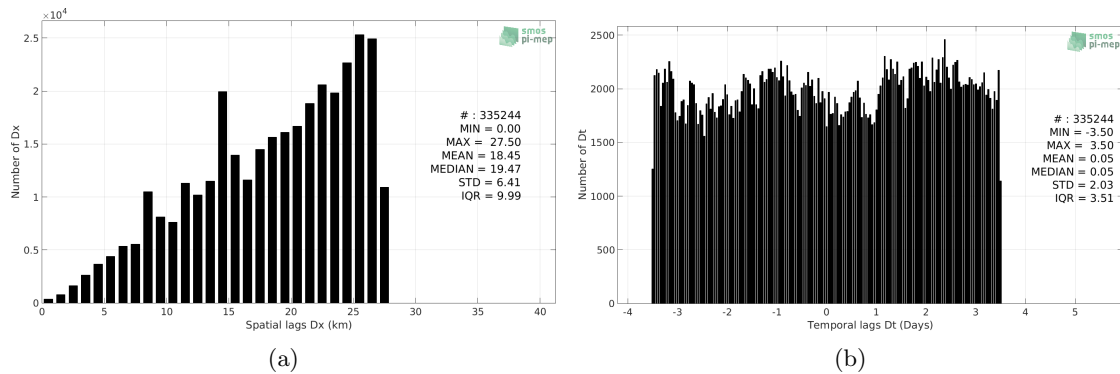 ×10⁴
2.5
2
1.5
1
0.5
0
0 5 10 15 20 25 30 35 40
Number of Dx
Spatial lags Dx (km)
smos
pi-mep
# : 335244
MIN = 0.00
MAX = 27.50
MEAN = 18.45
MEDIAN = 19.47
STD = 6.41
IQR = 9.99
(a)
2500
2000
1500
1000
500
0
-4 -3 -2 -1 0 1 2 3 4 5
Number of Dt
Temporal lags Dt (Days)
smos
pi-mep
# : 335244
MIN = -3.50
MAX = 3.50
MEAN = 0.05
MEDIAN = 0.05
STD = 2.03
IQR = 3.51
(b)